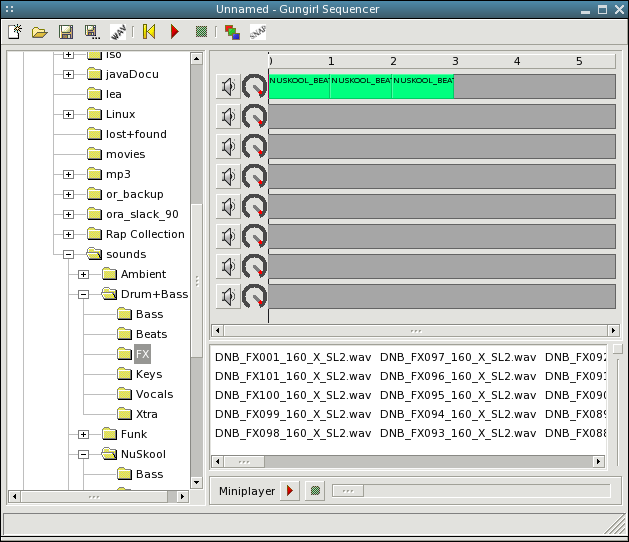 Unnamed - Gungirl Sequencer
WAV
SNAP
iso
javaDocu
lea
Linux
lost+found
movies
mp3
or_backup
ora_slack_90
Rap Collection
sounds
Ambient
Drum+Bass
Bass
Beats
FX
Keys
Vocals
Xtra
Funk
NuSkool
Bass
0 1 2 3 4 5
NUSKOOL_BEAT NUSKOOL_BEAT NUSKOOL_BEAT
DNB_FX001_160_X_SL2.wav DNB_FX097_160_X_SL2.wav DNB_FX092
DNB_FX101_160_X_SL2.wav DNB_FX096_160_X_SL2.wav DNB_FX091
DNB_FX100_160_X_SL2.wav DNB_FX095_160_X_SL2.wav DNB_FX090
DNB_FX099_160_X_SL2.wav DNB_FX094_160_X_SL2.wav DNB_FX089
DNB_FX098_160_X_SL2.wav DNB_FX093_160_X_SL2.wav DNB_FX088
Miniplayer